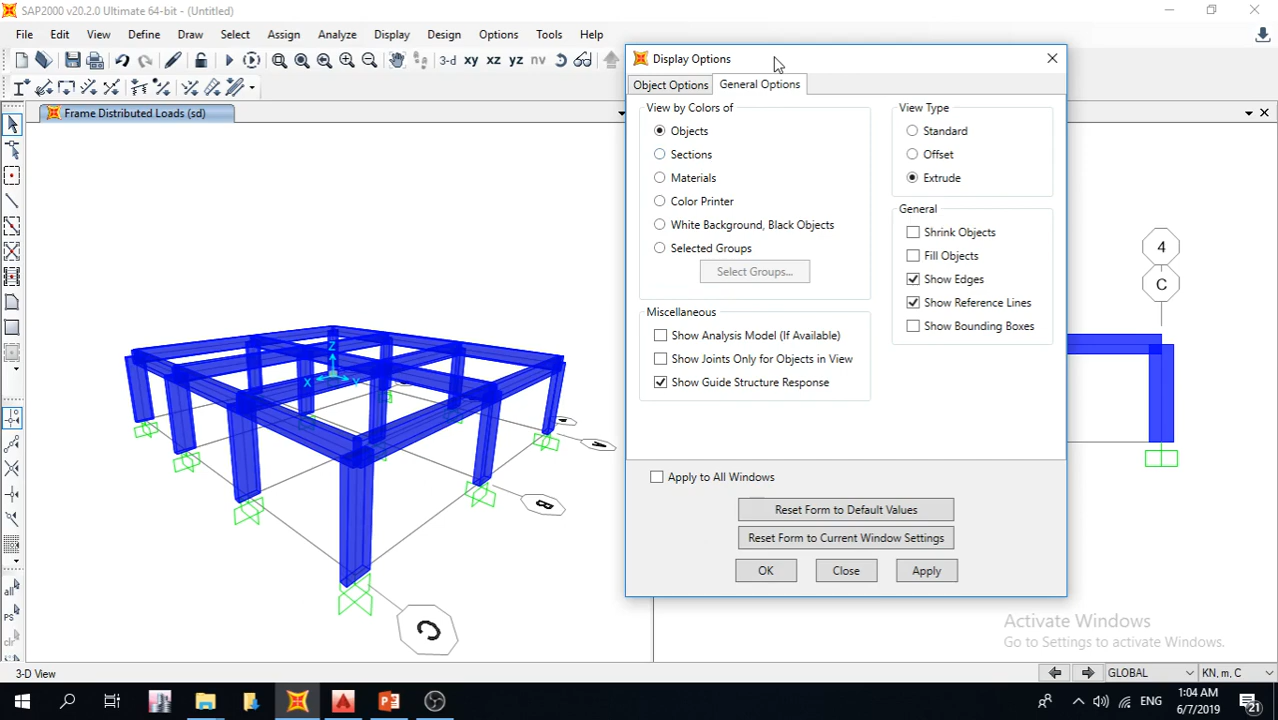 SAP2000 v20.2.0 Ultimate 64-bit - (Untitled)
File Edit View Define Draw Select Assign Analyze Display Design Options Tools Help
3-d xy xz yz nv
Frame Distributed Loads (sd)
Display Options
Object Options General Options
View by Colors of
Objects
Sections
Materials
Color Printer
White Background, Black Objects
Selected Groups
Select Groups...
Miscellaneous
Show Analysis Model (If Available)
Show Joints Only for Objects in View
Show Guide Structure Response
View Type
Standard
Offset
Extrude
General
Shrink Objects
Fill Objects
Show Edges
Show Reference Lines
Show Bounding Boxes
Apply to All Windows
Reset Form to Default Values
Reset Form to Current Window Settings
OK Close Apply
4
C
Z
X Y
B
C
all
PS
clr
Activate Windows
Go to Settings to activate Windows.
3-D View
GLOBAL
KN, m, C
ENG
1:04 AM
6/7/2019
21